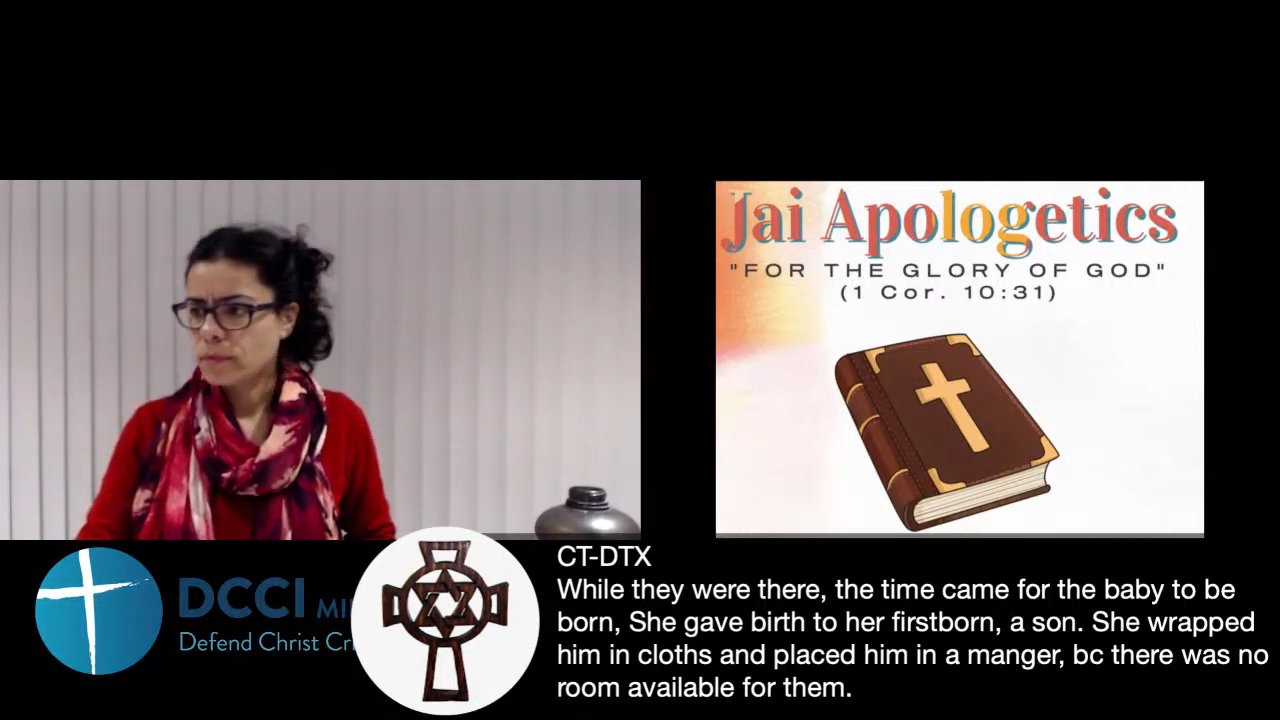 Jai Apologetics
"FOR THE GLORY OF GOD"
(1 Cor. 10:31)
DCCI
Defend Christ
CT-DTX
While they were there, the time came for the baby to be
born, She gave birth to her firstborn, a son. She wrapped
him in cloths and placed him in a manger, bc there was no
room available for them.